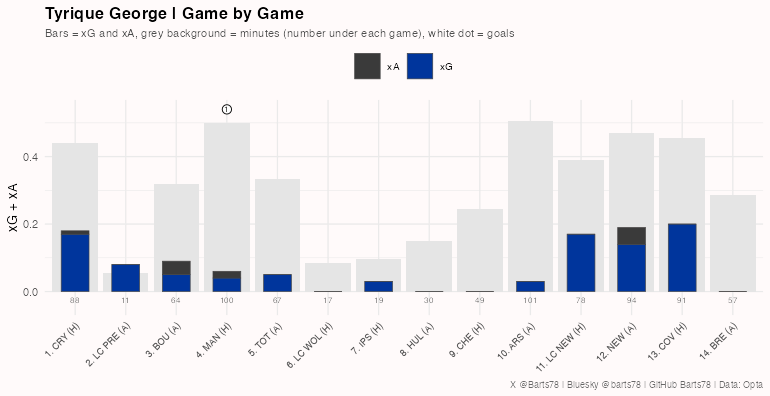 Tyrique George | Game by Game
Bars = xG and xA, grey background = minutes (number under each game), white dot = goals
xA xG
1
xG + xA
0.4
0.2
0.0
88 11 64 100 67 17 19 30 49 101 78 94 91 57
1. CRY (H)
2. LC PRE (A)
3. BOU (A)
4. MAN (H)
5. TOT (A)
6. LC WOL (H)
7. IPS (H)
8. HUL (A)
9. CHE (H)
10. ARS (A)
11. LC NEW (H)
12. NEW (A)
13. COV (H)
14. BRE (A)
X @Barts78 | Bluesky @barts78 | GitHub Barts78 | Data: Opta